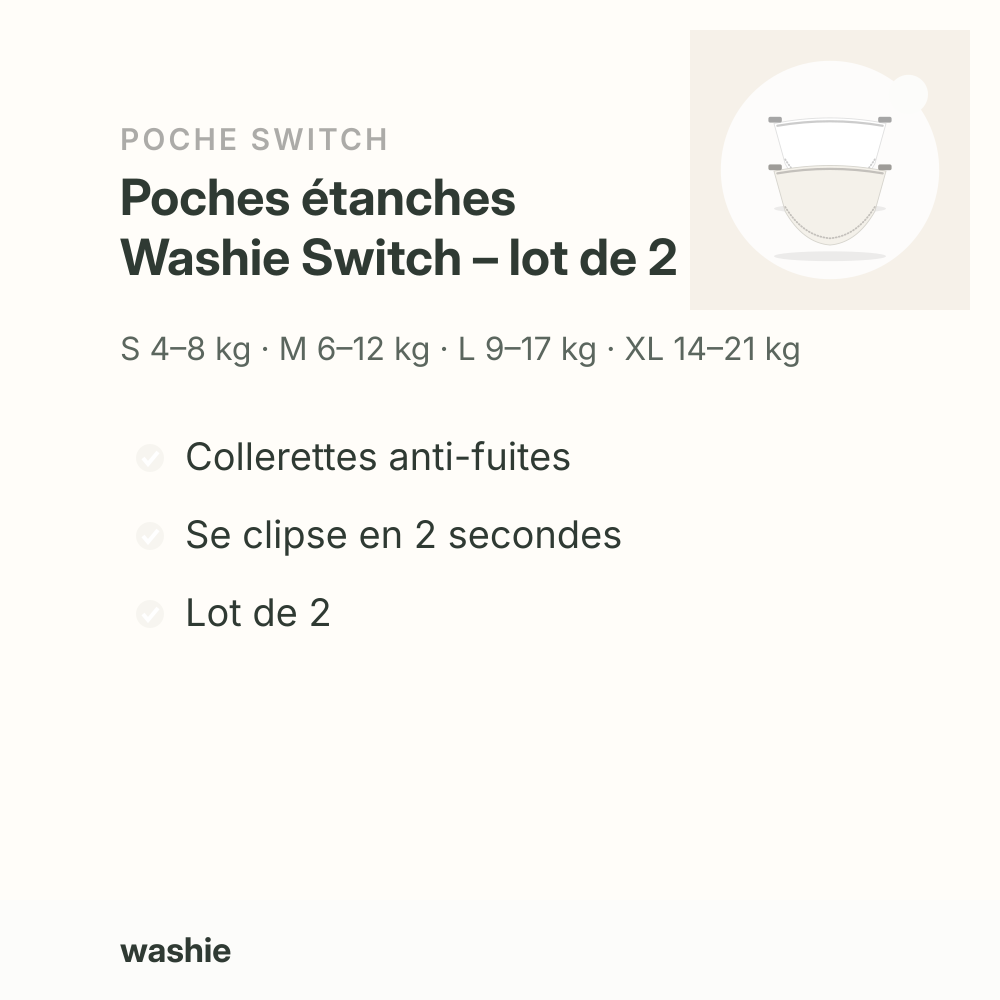 POCHE SWITCH
Poches étanches
Washie Switch – lot de 2
S 4–8 kg · M 6–12 kg · L 9–17 kg · XL 14–21 kg
Collerettes anti-fuites
Se clipse en 2 secondes
Lot de 2
washie